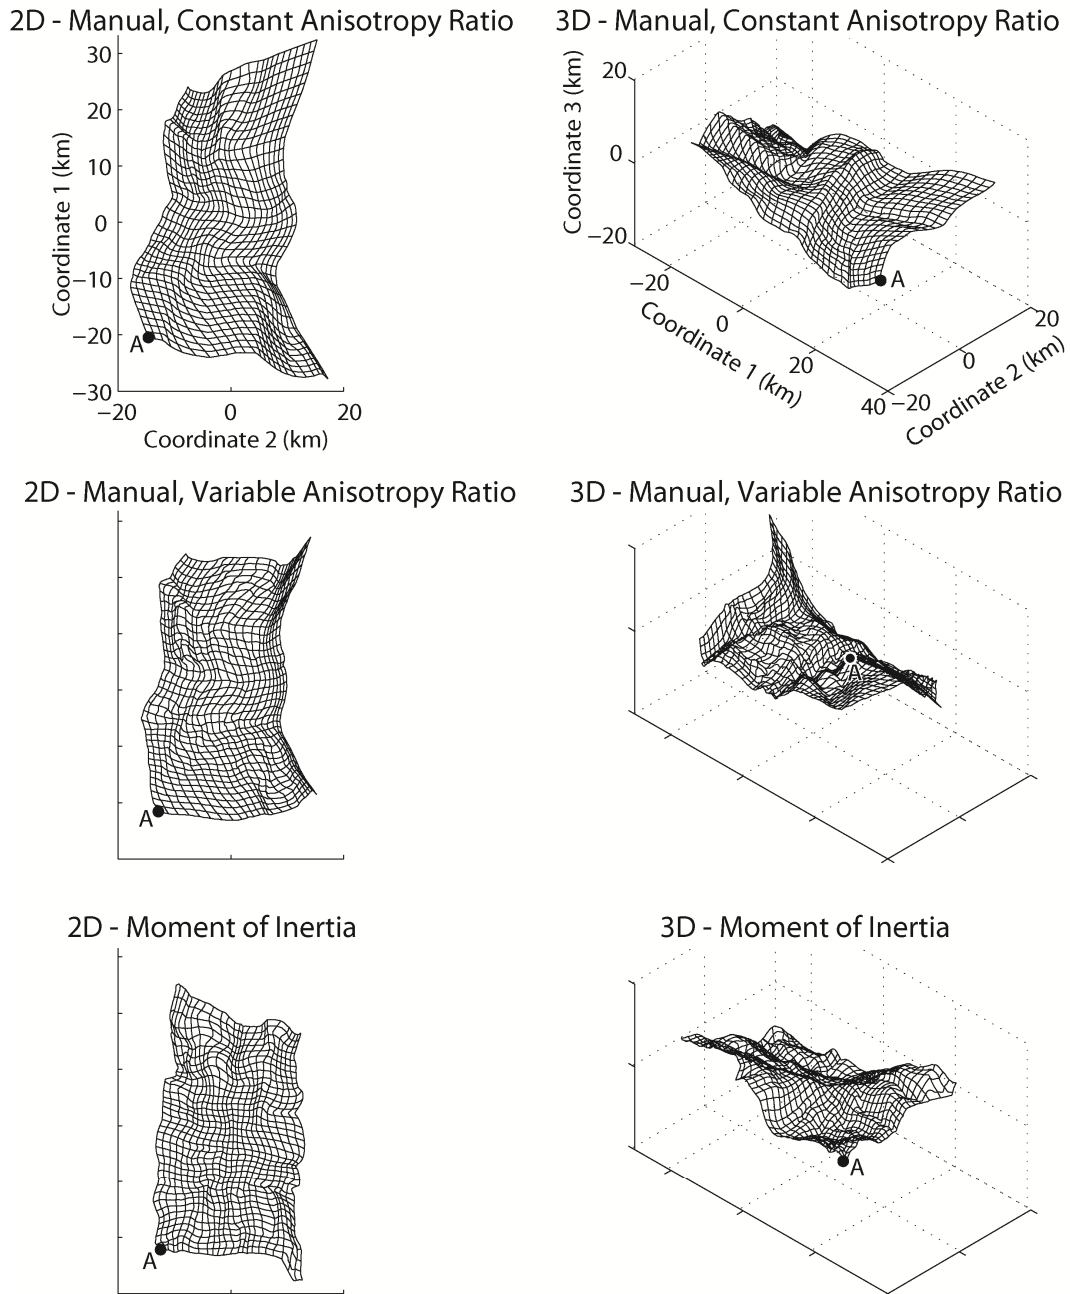 2D - Manual, Constant Anisotropy Ratio
30
20
10
0
−10
−20
−30
Coordinate 1 (km)
A
−20
0
20
Coordinate 2 (km)
3D - Manual, Constant Anisotropy Ratio
20
0
−20
Coordinate 3 (km)
A
−20
0
20
40
Coordinate 1 (km)
−20
0
20
Coordinate 2 (km)
2D - Manual, Variable Anisotropy Ratio
A
3D - Manual, Variable Anisotropy Ratio
A
2D - Moment of Inertia
A
3D - Moment of Inertia
A